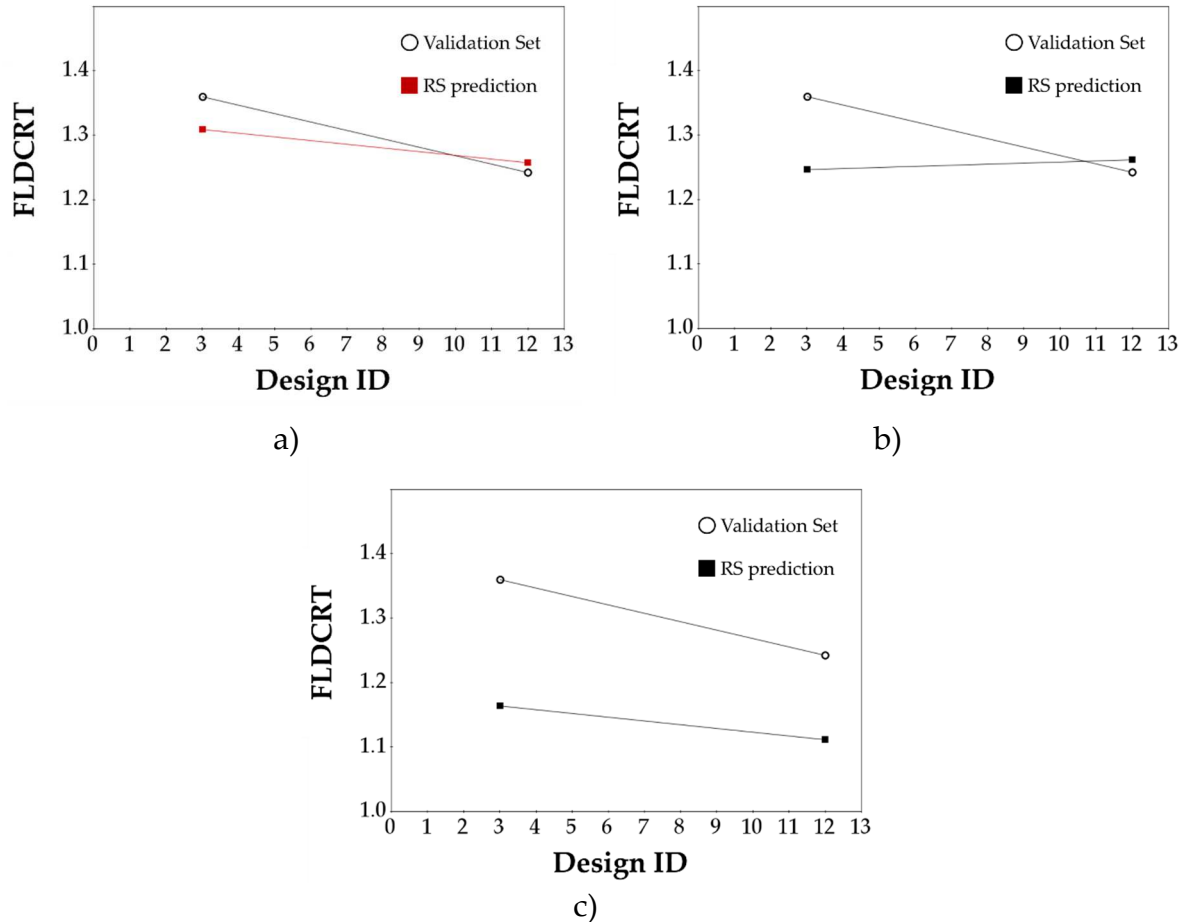 FLDCRT
1.4
1.3
1.2
1.1
1.0
Validation Set
RS prediction
0 1 2 3 4 5 6 7 8 9 10 11 12 13
Design ID
a)
FLDCRT
1.4
1.3
1.2
1.1
1.0
Validation Set
RS prediction
0 1 2 3 4 5 6 7 8 9 10 11 12 13
Design ID
b)
FLDCRT
1.4
1.3
1.2
1.1
1.0
Validation Set
RS prediction
0 1 2 3 4 5 6 7 8 9 10 11 12 13
Design ID
c)